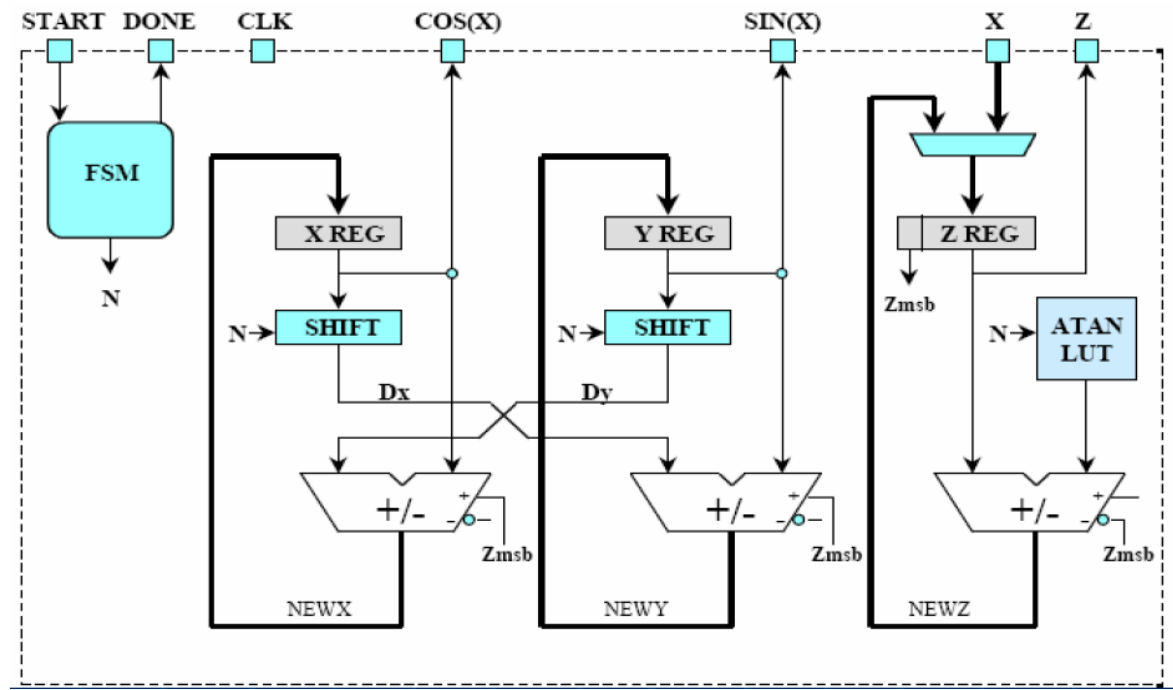 START DONE CLK COS(X) SIN(X) X Z
FSM
N
X REG
Y REG
Z REG
Zmsb
N SHIFT
N SHIFT
N ATAN LUT
Dx Dy
+/- + -
Zmsb
+/- + -
Zmsb
+/- + -
Zmsb
NEWX
NEWY
NEWZ